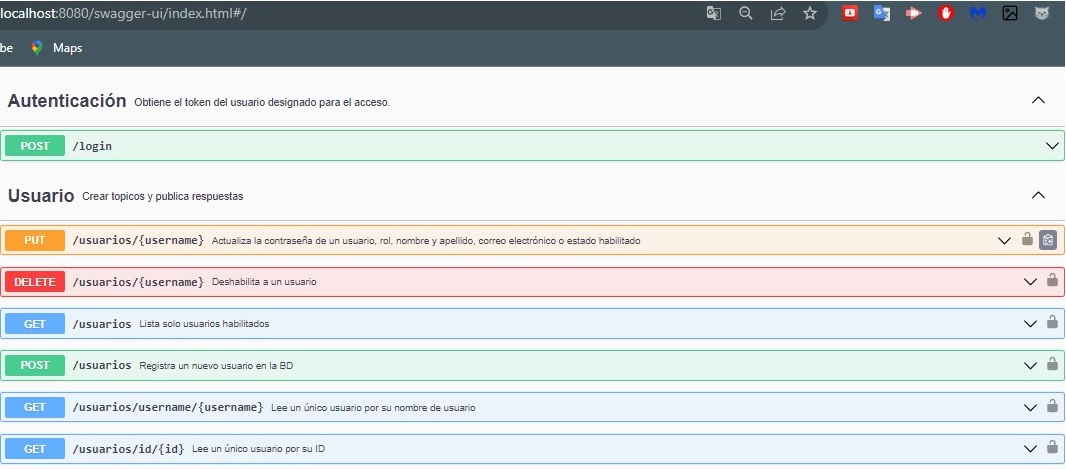 localhost:8080/swagger-ui/index.html#/
be Maps
Autenticación Obtiene el token del usuario designado para el acceso.
POST /login
Usuario Crear topicos y publica respuestas
PUT /usuarios/{username} Actualiza la contraseña de un usuario, rol, nombre y apellido, correo electrónico o estado habilitado
DELETE /usuarios/{username} Deshabilita a un usuario
GET /usuarios Lista solo usuarios habilitados
POST /usuarios Registra un nuevo usuario en la BD
GET /usuarios/username/{username} Lee un único usuario por su nombre de usuario
GET /usuarios/id/{id} Lee un único usuario por su ID